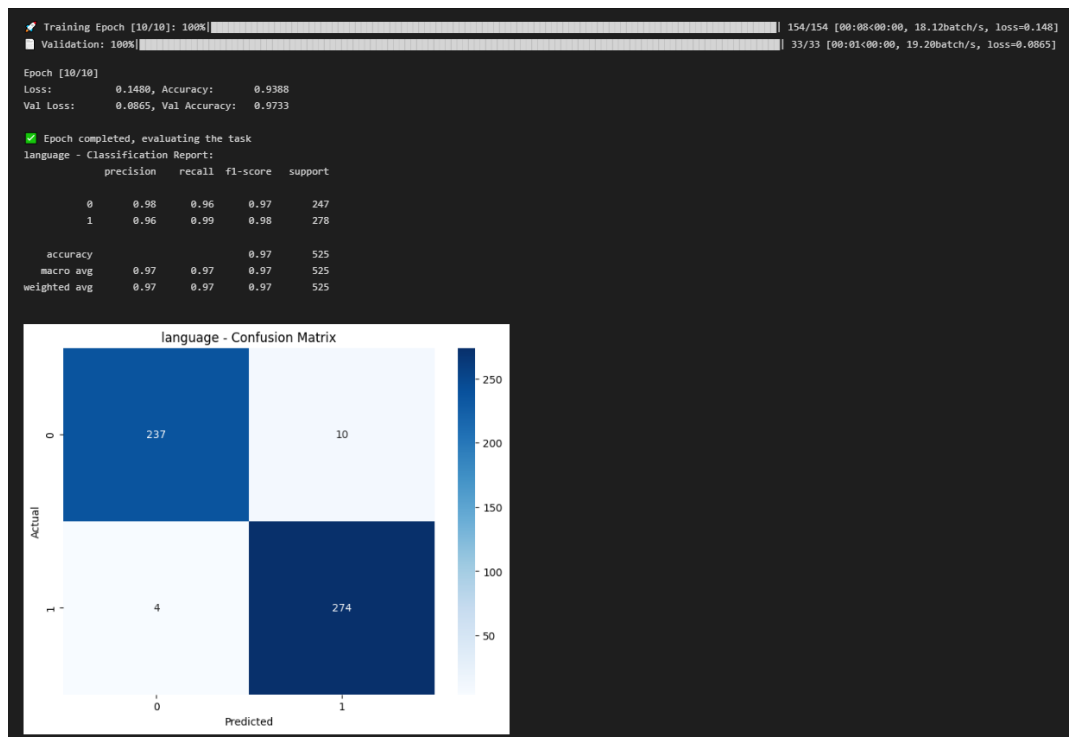 🚀 Training Epoch [10/10]: 100%|██████████| 154/154 [00:08<00:00, 18.12batch/s, loss=0.148]
📄 Validation: 100%|██████████| 33/33 [00:01<00:00, 19.20batch/s, loss=0.0865]
Epoch [10/10]
Loss: 0.1480, Accuracy: 0.9388
Val Loss: 0.0865, Val Accuracy: 0.9733
✅ Epoch completed, evaluating the task
language - Classification Report:
precision recall f1-score support
0 0.98 0.96 0.97 247
1 0.96 0.99 0.98 278
accuracy 0.97 525
macro avg 0.97 0.97 0.97 525
weighted avg 0.97 0.97 0.97 525
language - Confusion Matrix
250
0 237 10
200
150
Actual
100
1 4 274
50
0 1
Predicted